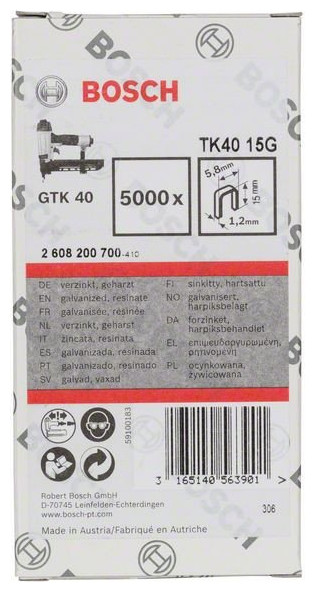 BOSCH
TK40 15G
GTK 40
5000 x
5,8mm
15 mm
1,2mm
2 608 200 700-410
DE verzinkt, geharzt
EN galvanized, resinate
FR galvanisée, résinée
NL verzinkt, geharst
IT zincata, resinata
ES galvanizada, resinada
PT galvanizado, resinado
SV galvad, vaxad
FI sinkitty, hartsattu
NO galvanisert, harpiksbelagt
DA forzinket, harpiksbehandlet
EL επιψευδαργυρωμένη, ρητινομένη
PL ocynkowana, żywicowana
59100183
3 165140 563901 >
Robert Bosch GmbH
D-70745 Leinfelden-Echterdingen
www.bosch-pt.com
Made in Austria/Fabriqué en Autriche
306